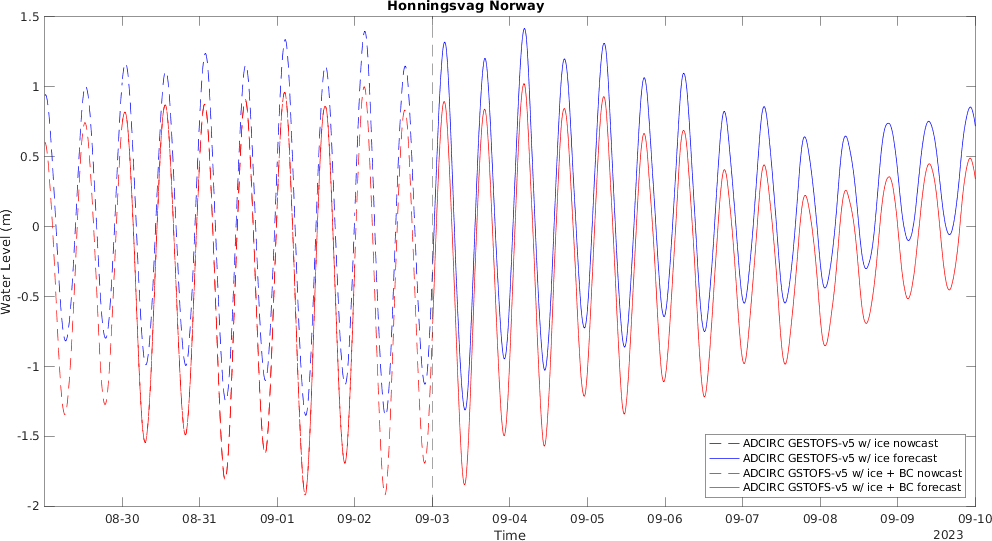 Honningsvag Norway
1.5
1
0.5
0
-0.5
-1
-1.5
-2
Water Level (m)
08-30 08-31 09-01 09-02 09-03 09-04 09-05 09-06 09-07 09-08 09-09 09-10
Time
2023
ADCIRC GESTOFS-v5 w/ ice nowcast
ADCIRC GESTOFS-v5 w/ ice forecast
ADCIRC GSTOFS-v5 w/ ice + BC nowcast
ADCIRC GSTOFS-v5 w/ ice + BC forecast